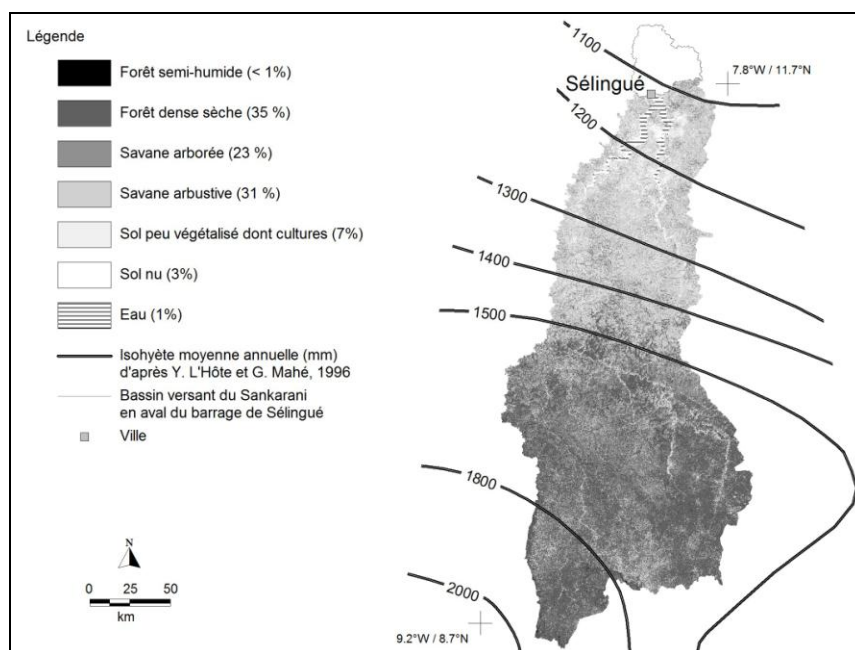 Légende
Forêt semi-humide (< 1%)
Forêt dense sèche (35 %)
Savane arborée (23 %)
Savane arbustive (31 %)
Sol peu végétalisé dont cultures (7%)
Sol nu (3%)
Eau (1%)
Isohyète moyenne annuelle (mm)
d'après Y. L'Hôte et G. Mahé, 1996
Bassin versant du Sankarani
en aval du barrage de Sélingué
Ville
N
0 25 50
km
1100
7.8°W / 11.7°N
Sélingué
1200
1300
1400
1500
1800
2000
9.2°W / 8.7°N